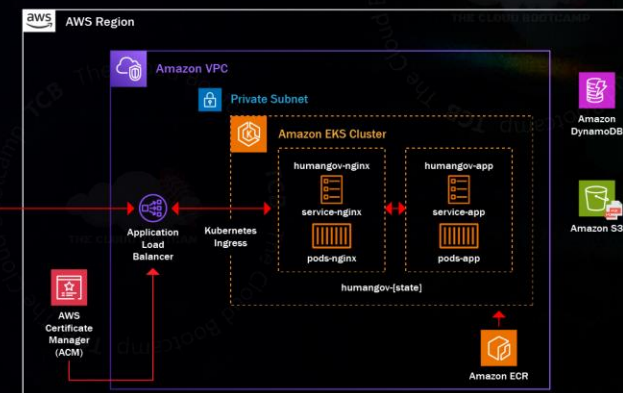 aws
AWS Region
THE CLOUD BOOTCAMP
Amazon VPC
Private Subnet
Amazon EKS Cluster
humangov-nginx
service-nginx
pods-nginx
humangov-app
service-app
pods-app
humangov-[state]
Application
Load
Balancer
Kubernetes
Ingress
AWS
Certificate
Manager
(ACM)
Amazon ECR
Amazon
DynamoDB
Amazon S3